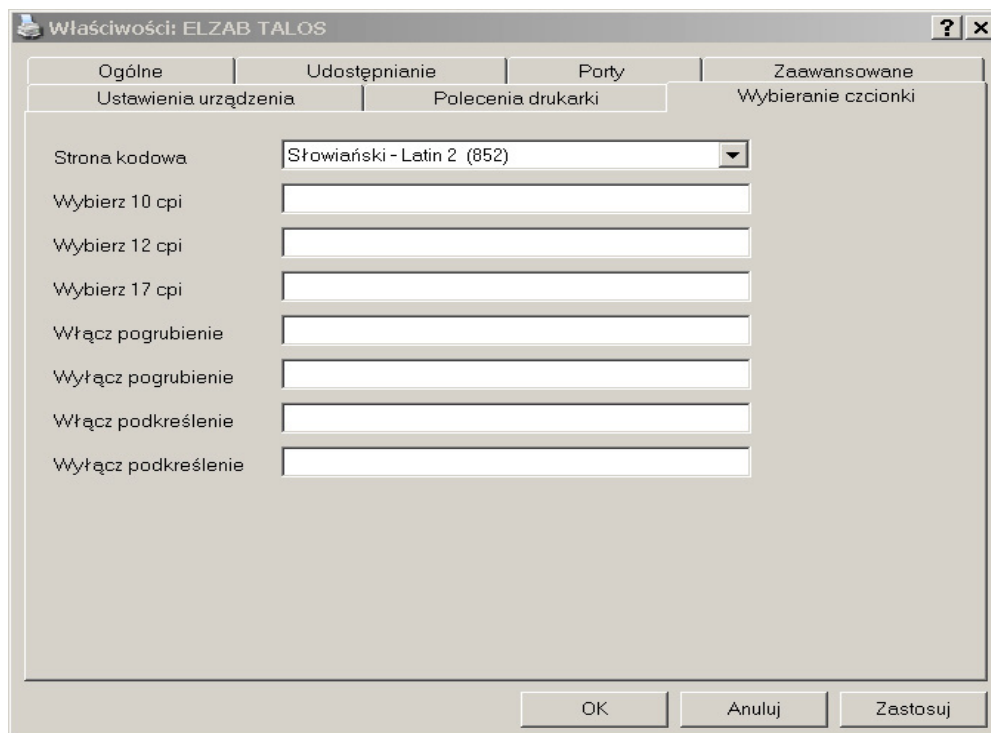 Właściwości: ELZAB TALOS
Ogólne Udostępnianie Porty Zaawansowane
Ustawienia urządzenia Polecenia drukarki Wybieranie czcionki
Strona kodowa Słowiański - Latin 2 (852)
Wybierz 10 cpi
Wybierz 12 cpi
Wybierz 17 cpi
Włącz pogrubienie
Wyłącz pogrubienie
Włącz podkreślenie
Wyłącz podkreślenie
OK Anuluj Zastosuj